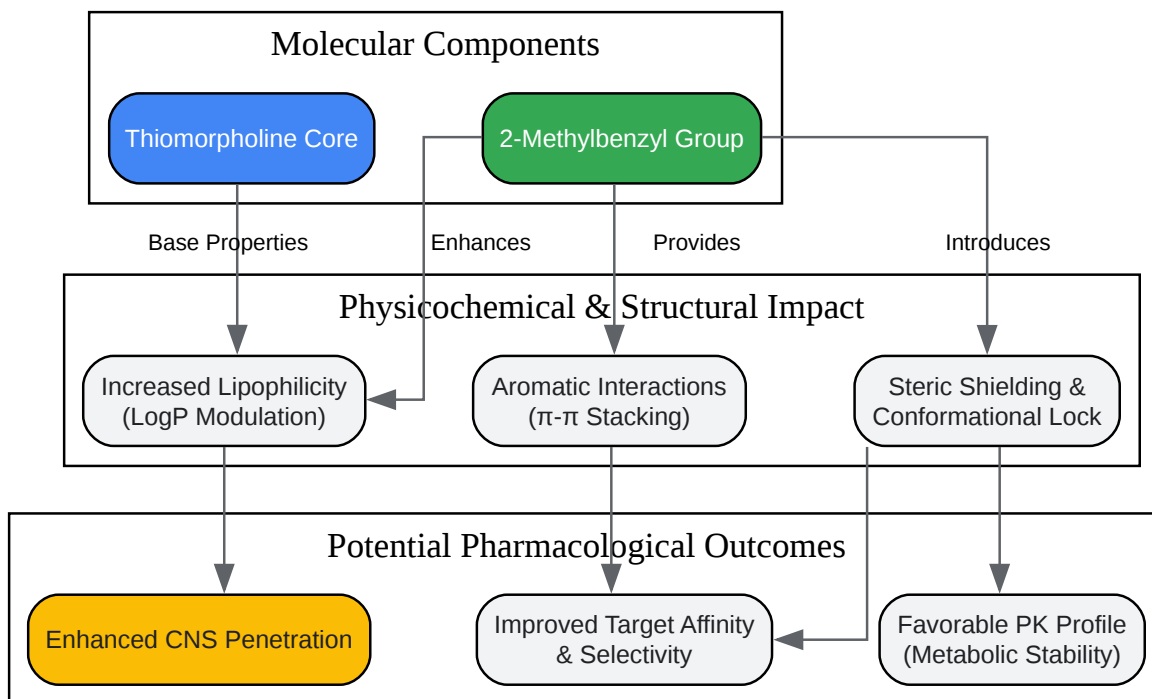 Molecular Components
Thiomorpholine Core
2-Methylbenzyl Group
Base Properties
Enhances
Provides
Introduces
Physicochemical & Structural Impact
Increased Lipophilicity
(LogP Modulation)
Aromatic Interactions
(π-π Stacking)
Steric Shielding &
Conformational Lock
Potential Pharmacological Outcomes
Enhanced CNS Penetration
Improved Target Affinity
& Selectivity
Favorable PK Profile
(Metabolic Stability)